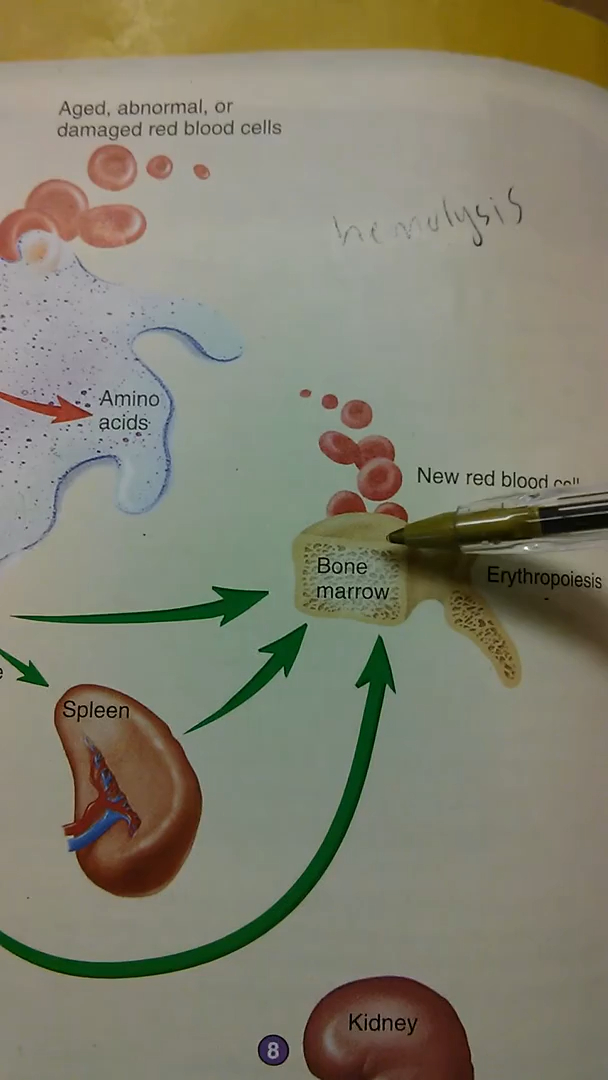 Aged, abnormal, or
damaged red blood cells
hemolysis
Amino
acids
New red blood
Bone
marrow
Erythropoiesis
Spleen
Kidney
8